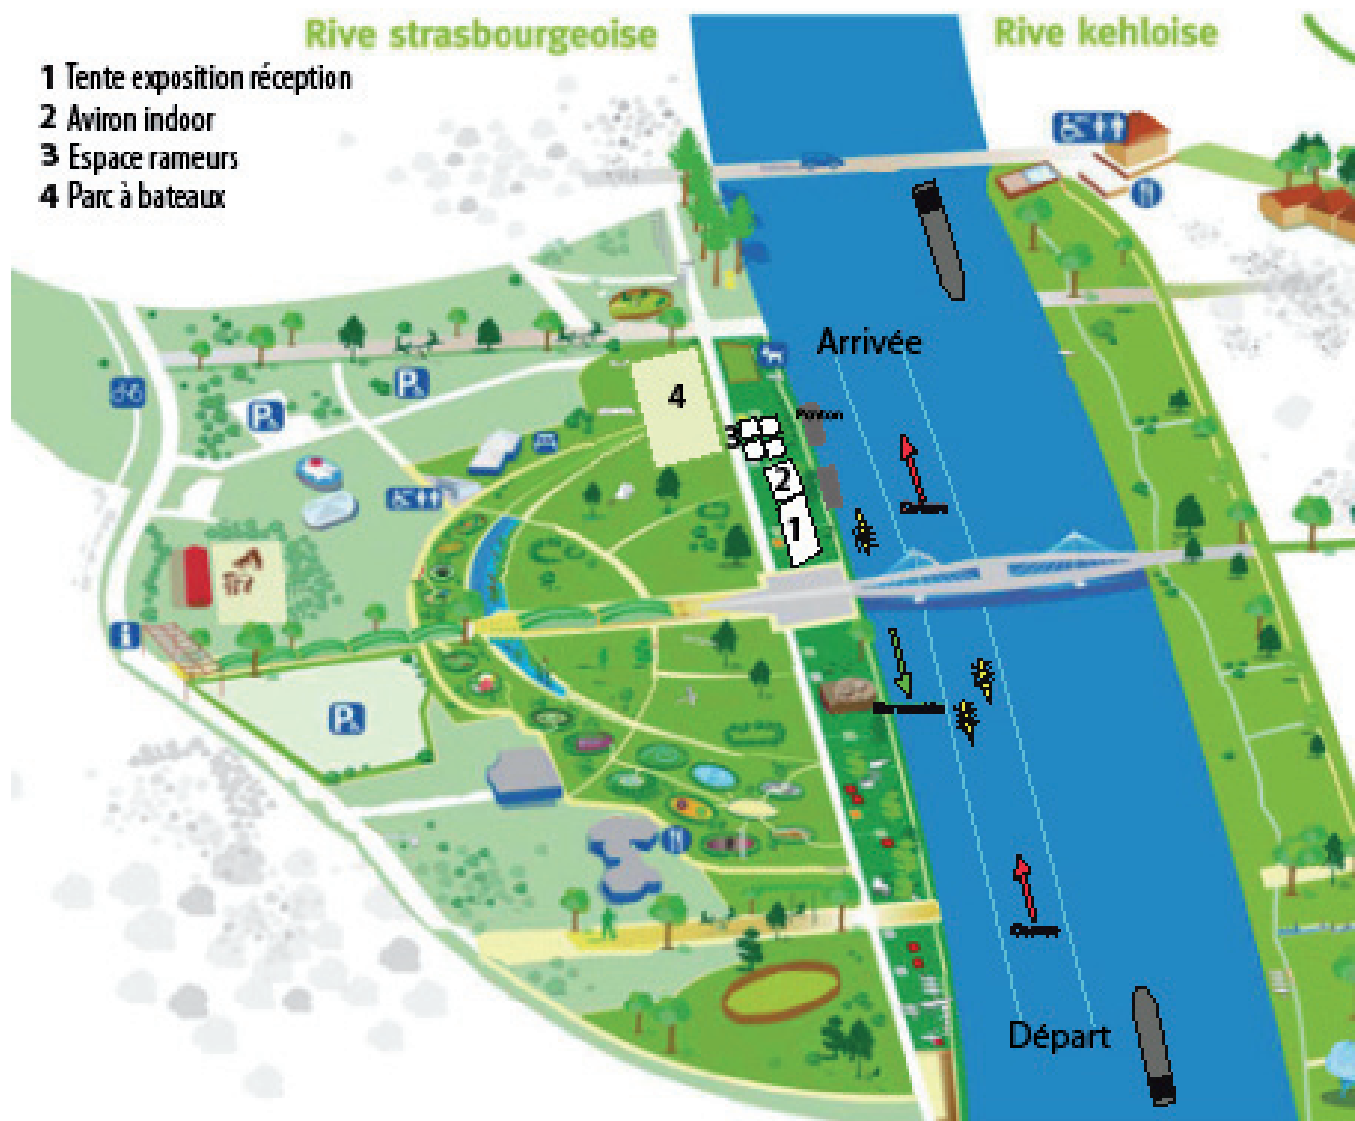 Rive strasbourgeoise
Rive kehloise
1 Tente exposition réception
2 Aviron indoor
3 Espace rameurs
4 Parc à bateaux
Arrivée
4
Ponton
3
2
1
P
P
P
i
Départ